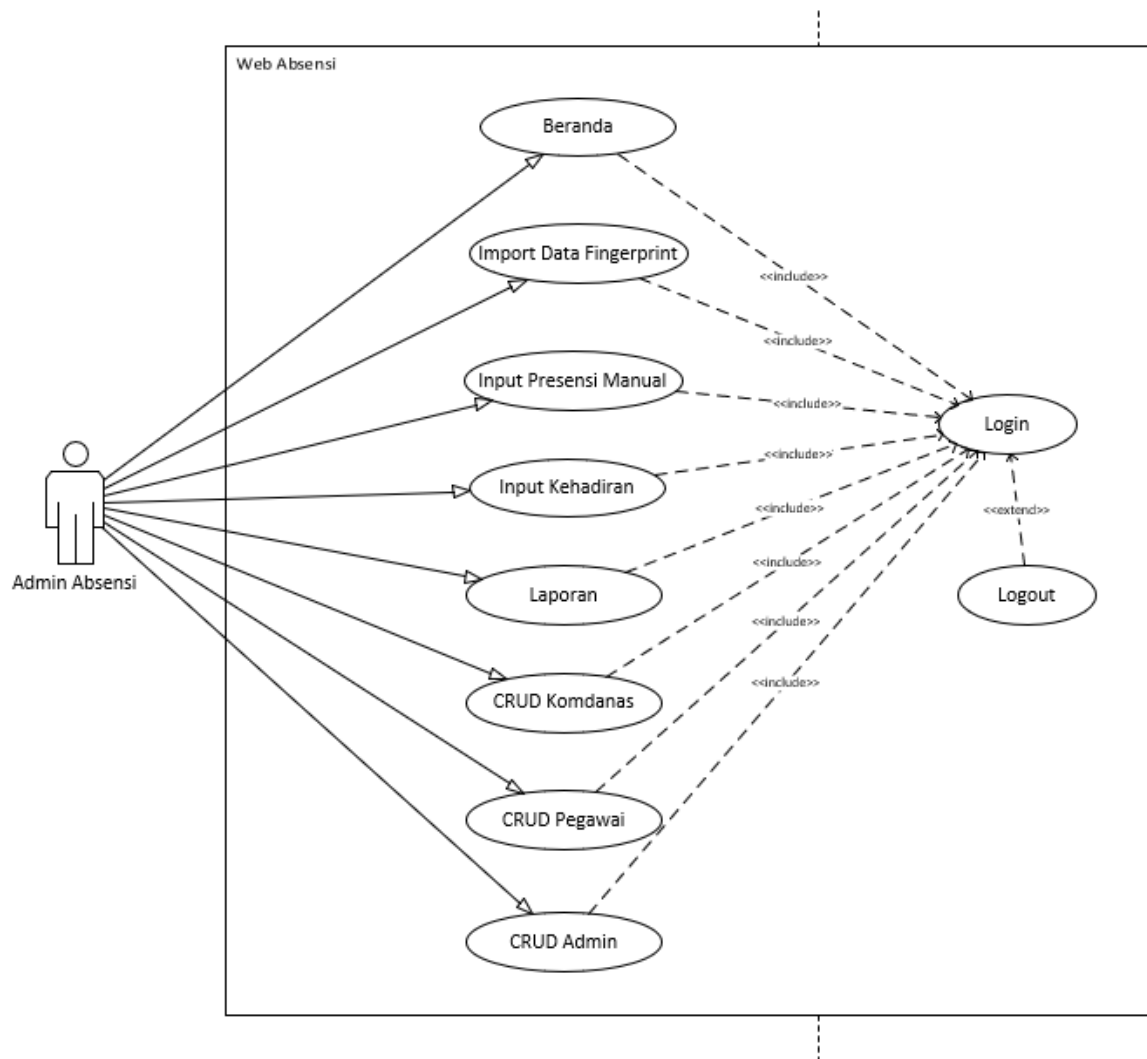 Web Absensi
Beranda
Import Data Fingerprint
Input Presensi Manual
Input Kehadiran
Laporan
CRUD Komdanas
CRUD Pegawai
CRUD Admin
Admin Absensi
<<include>>
<<include>>
<<include>>
<<include>>
<<include>>
<<include>>
<<include>>
<<include>>
Login
<<extend>>
Logout